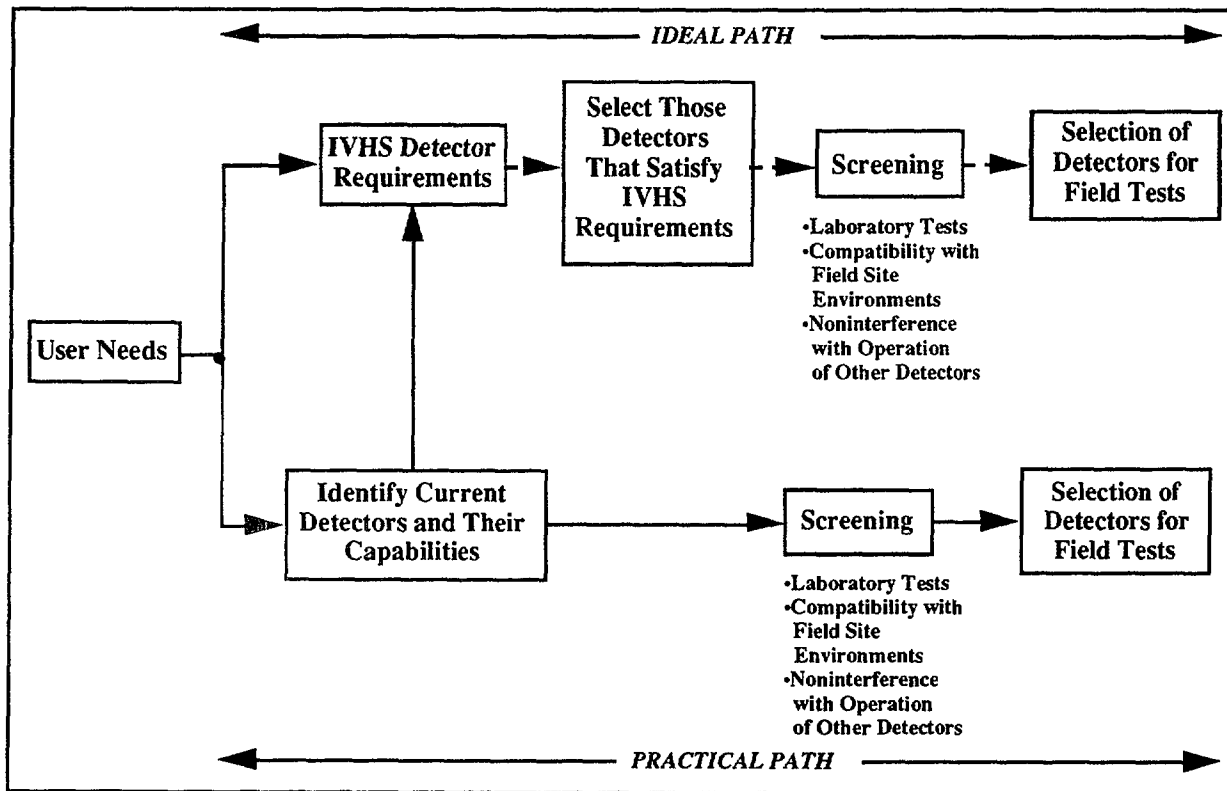 IDEAL PATH
IVHS Detector
Requirements
Select Those
Detectors
That Satisfy
IVHS
Requirements
Screening
•Laboratory Tests
•Compatibility with
Field Site
Environments
•Noninterference
with Operation
of Other Detectors
Selection of
Detectors for
Field Tests
User Needs
Identify Current
Detectors and Their
Capabilities
Screening
•Laboratory Tests
•Compatibility with
Field Site
Environments
•Noninterference
with Operation
of Other Detectors
Selection of
Detectors for
Field Tests
PRACTICAL PATH